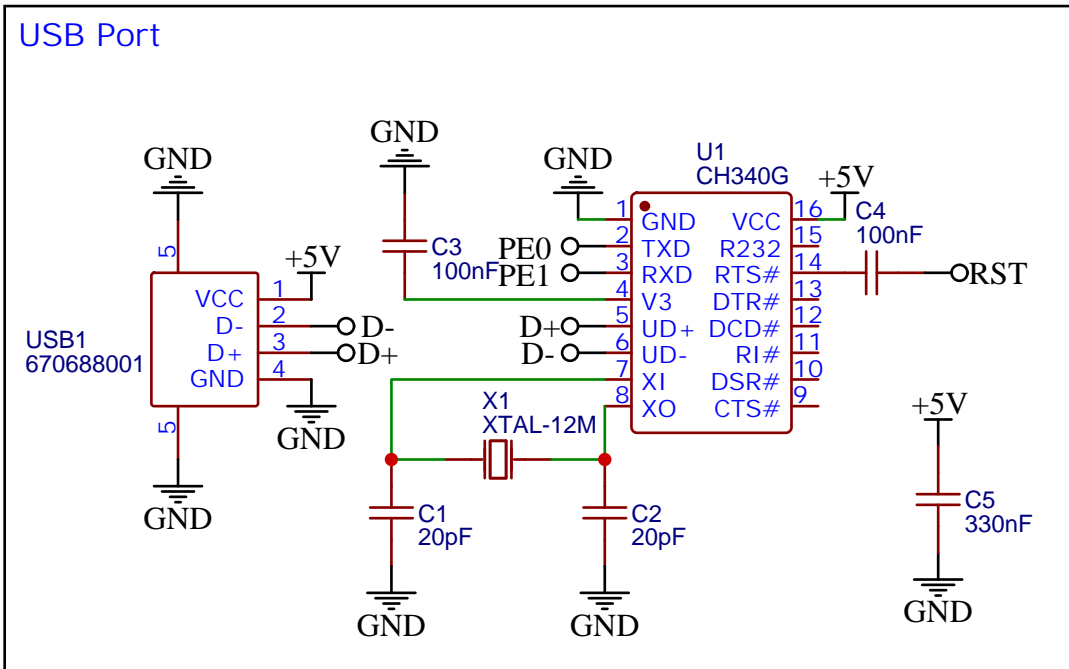 USB Port
GND
5
+5V
USB1
670688001
VCC 1
D- 2
D+ 3
GND 4
D-
D+
GND
5
GND
GND
C3
100nF
GND
PE0
PE1
D+
D-
U1
CH340G
1 GND
2 TXD
3 RXD
4 V3
5 UD+
6 UD-
7 XI
8 XO
VCC 16
R232 15
RTS# 14
DTR# 13
DCD# 12
RI# 11
DSR# 10
CTS# 9
+5V
C4
100nF
RST
X1
XTAL-12M
C1
20pF
GND
C2
20pF
GND
+5V
C5
330nF
GND